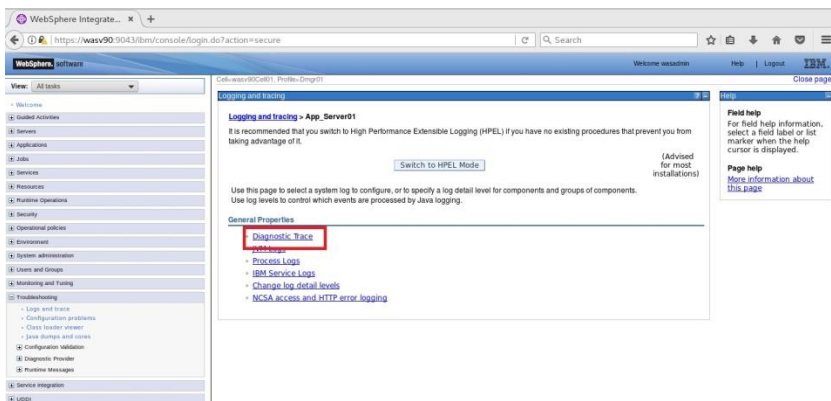 WebSphere Integrate...
https://wasv90:9043/ibm/console/login.do?action=secure
Search
WebSphere. software
Welcome wasadmin
Help | Logout
IBM.
View: All tasks
Cell=wasv90Cell01, Profile=Dmgr01
Close page
Welcome
Guided Activities
Servers
Applications
Jobs
Services
Resources
Runtime Operations
Security
Operational policies
Environment
System administration
Users and Groups
Monitoring and Tuning
Troubleshooting
Logs and trace
Configuration problems
Class loader viewer
Java dumps and cores
Configuration Validation
Diagnostic Provider
Runtime Messages
Service integration
UDDI
Logging and tracing
Logging and tracing > App_Server01
It is recommended that you switch to High Performance Extensible Logging (HPEL) if you have no existing procedures that prevent you from
taking advantage of it.
Switch to HPEL Mode
(Advised
for most
installations)
Use this page to select a system log to configure, or to specify a log detail level for components and groups of components.
Use log levels to control which events are processed by Java logging.
General Properties
Diagnostic Trace
JVM Logs
Process Logs
IBM Service Logs
Change log detail levels
NCSA access and HTTP error logging
Help
Field help
For field help information,
select a field label or list
marker when the help
cursor is displayed.
Page help
More information about
this page